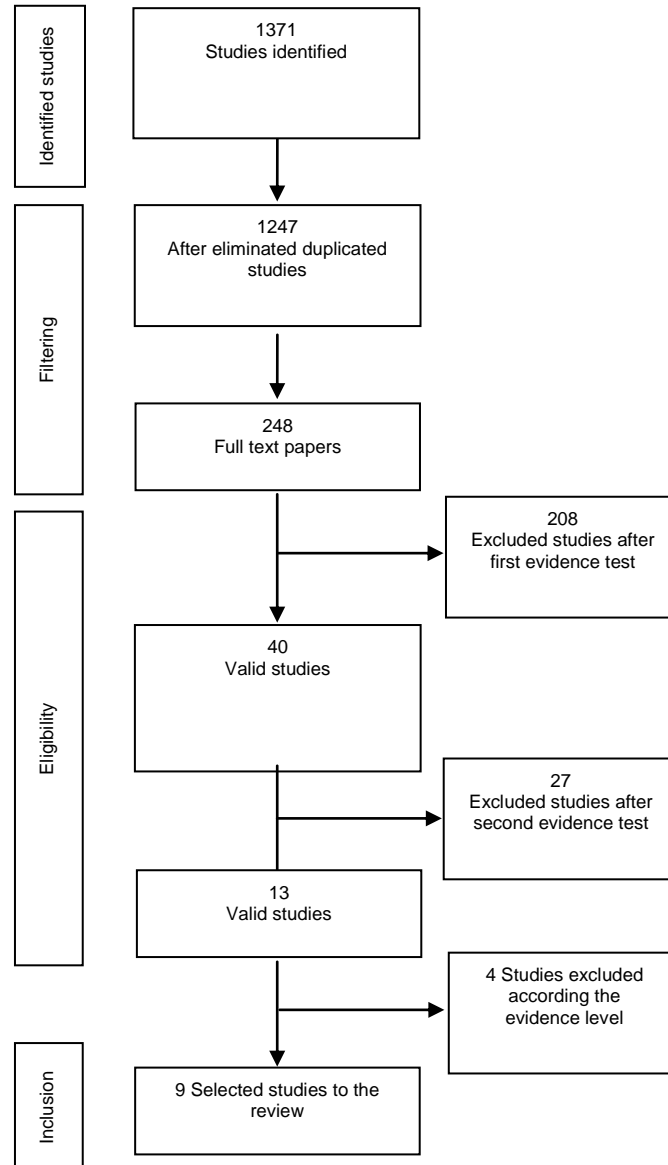 Identified studies
1371
Studies identified
Filtering
1247
After eliminated duplicated
studies
248
Full text papers
Eligibility
208
Excluded studies after
first evidence test
40
Valid studies
27
Excluded studies after
second evidence test
13
Valid studies
4 Studies excluded
according the
evidence level
Inclusion
9 Selected studies to the
review